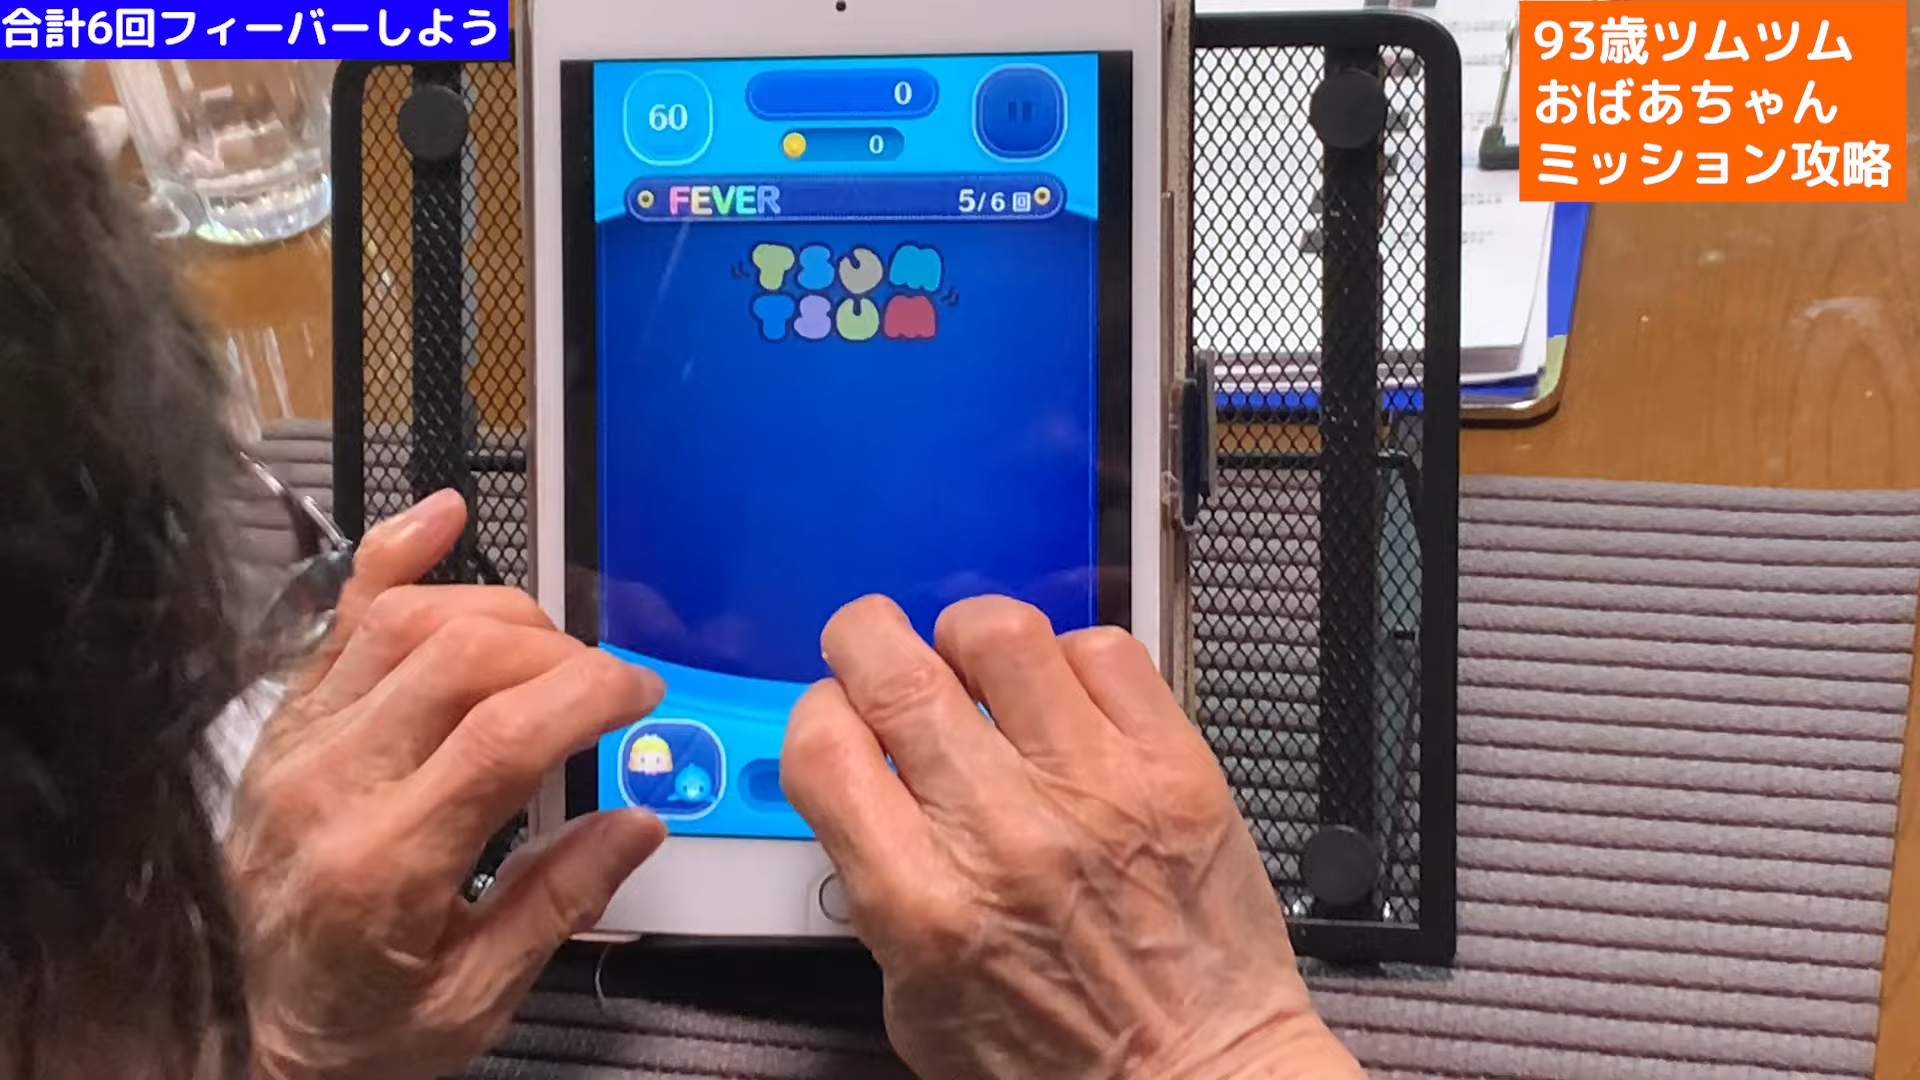 合計6回フィーバーしよう
93歳ツムツム
おばあちゃん
ミッション攻略
60
0
0
FEVER 5/6回
TSUM
TSUM